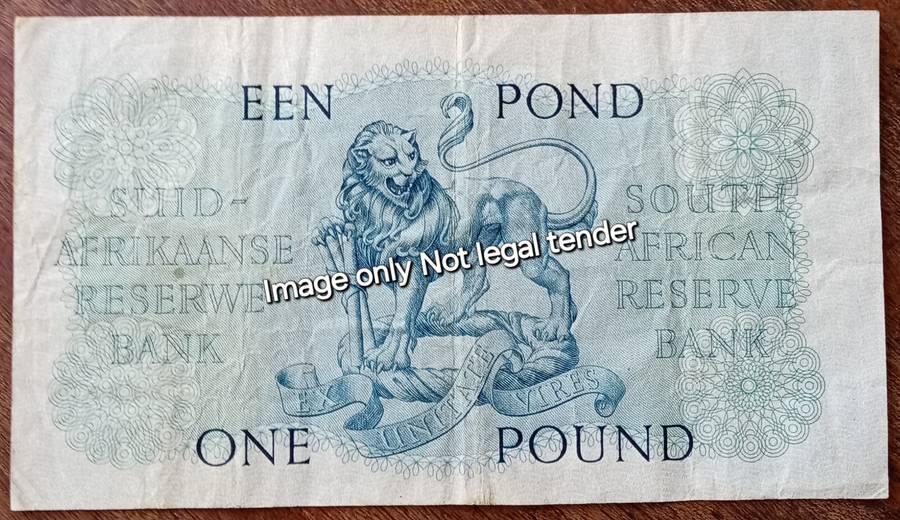 EEN POND
SUID-
AFRIKAANSE
RESERWE
BANK
SOUTH
AFRICAN
RESERVE
BANK
Image only Not legal tender
EX UNITATE VIRES
ONE POUND